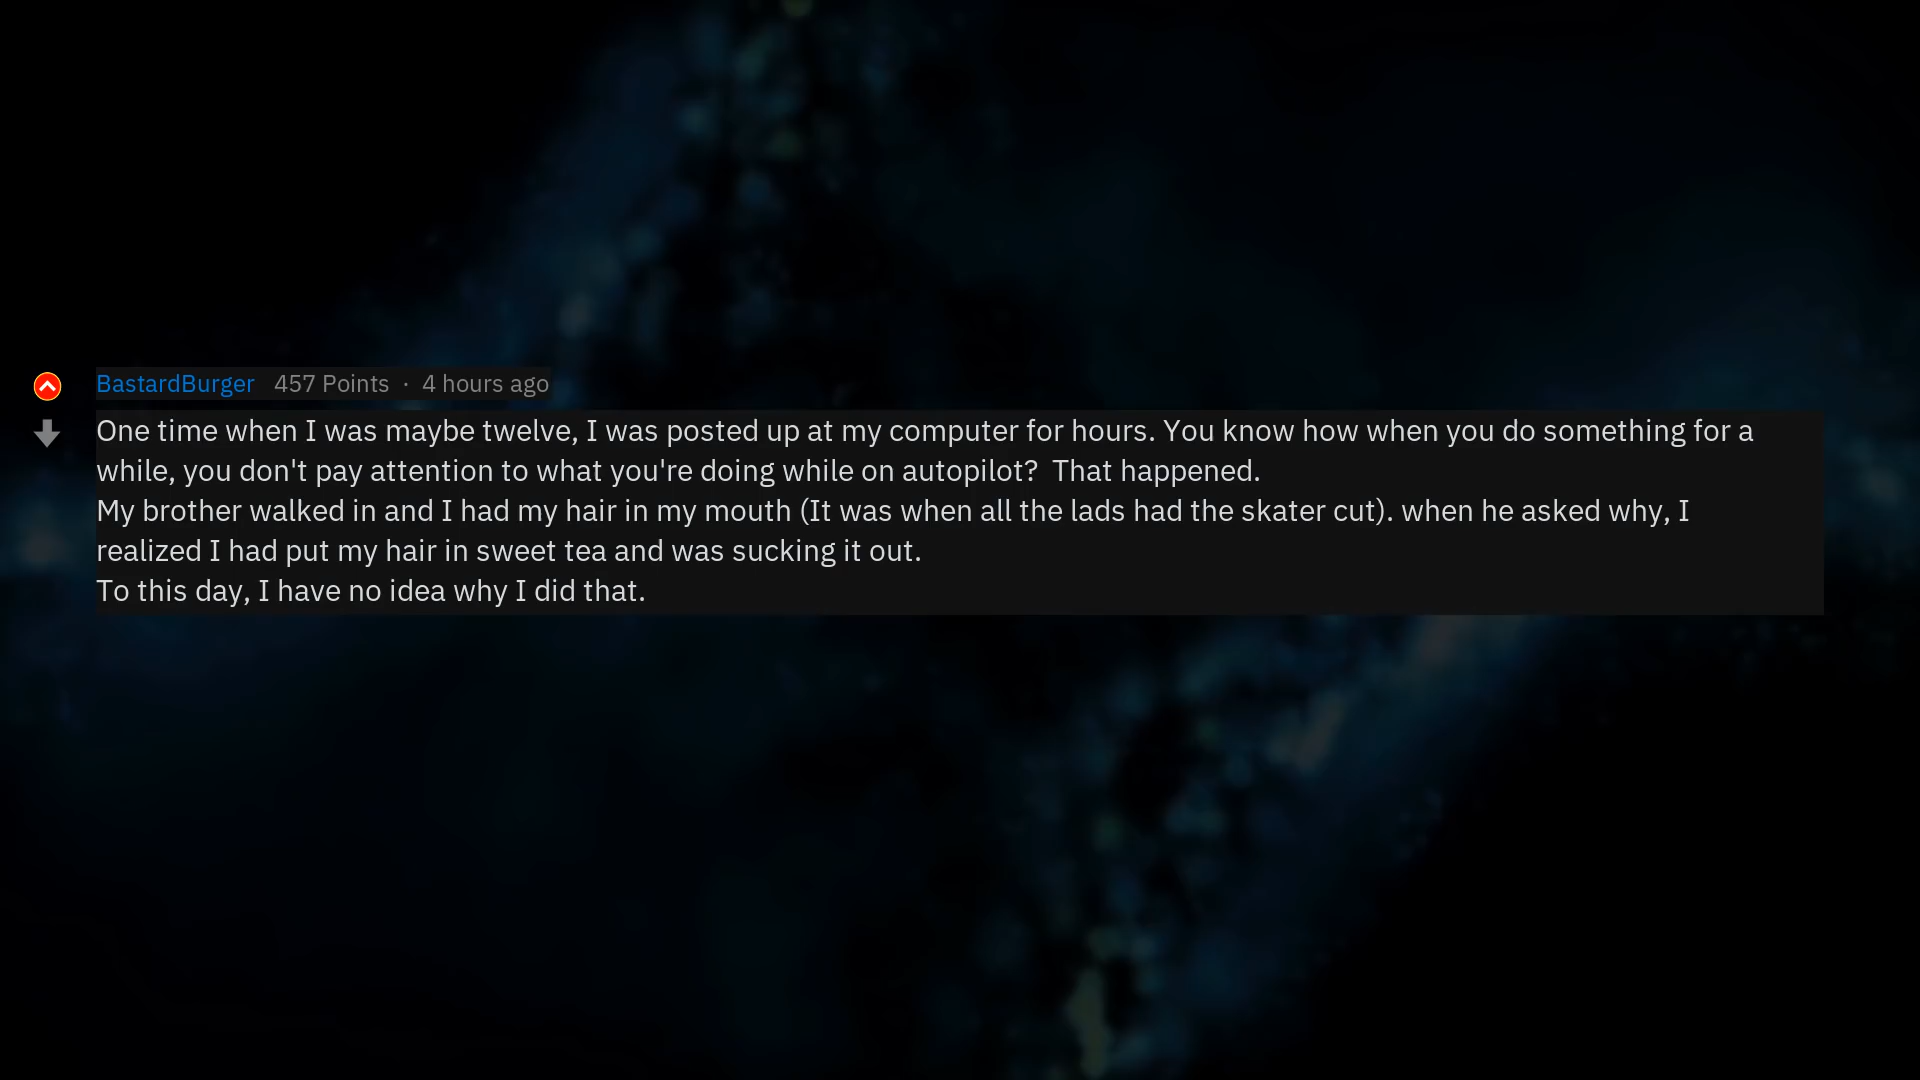 BastardBurger 457 Points · 4 hours ago
One time when I was maybe twelve, I was posted up at my computer for hours. You know how when you do something for a
while, you don't pay attention to what you're doing while on autopilot?  That happened.
My brother walked in and I had my hair in my mouth (It was when all the lads had the skater cut). when he asked why, I
realized I had put my hair in sweet tea and was sucking it out.
To this day, I have no idea why I did that.